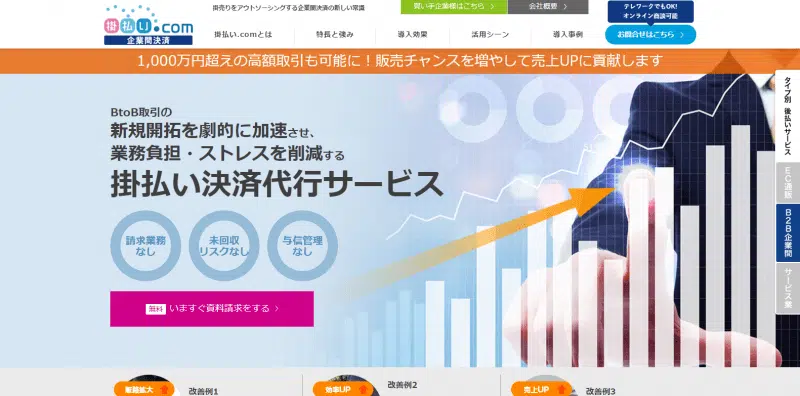 掛売りをアウトソーシングする企業間決済の新しい常識
買い手企業様はこちら
会社概要
テレワークでもOK!
オンライン商談可能
掛払い.com
企業間決済
掛払い.comとは
特長と強み
導入効果
活用シーン
導入事例
お問合せはこちら
1,000万円超えの高額取引も可能に！販売チャンスを増やして売上UPに貢献します
BtoB取引の
新規開拓を劇的に加速させ、
業務負担・ストレスを削減する
掛払い決済代行サービス
請求業務
なし
未回収
リスクなし
与信管理
なし
無料 いますぐ資料請求をする
タイプ別 後払いサービス
EC通販
B2B企業間
サービス業
販路拡大
改善例1
効率UP
改善例2
売上UP
改善例3